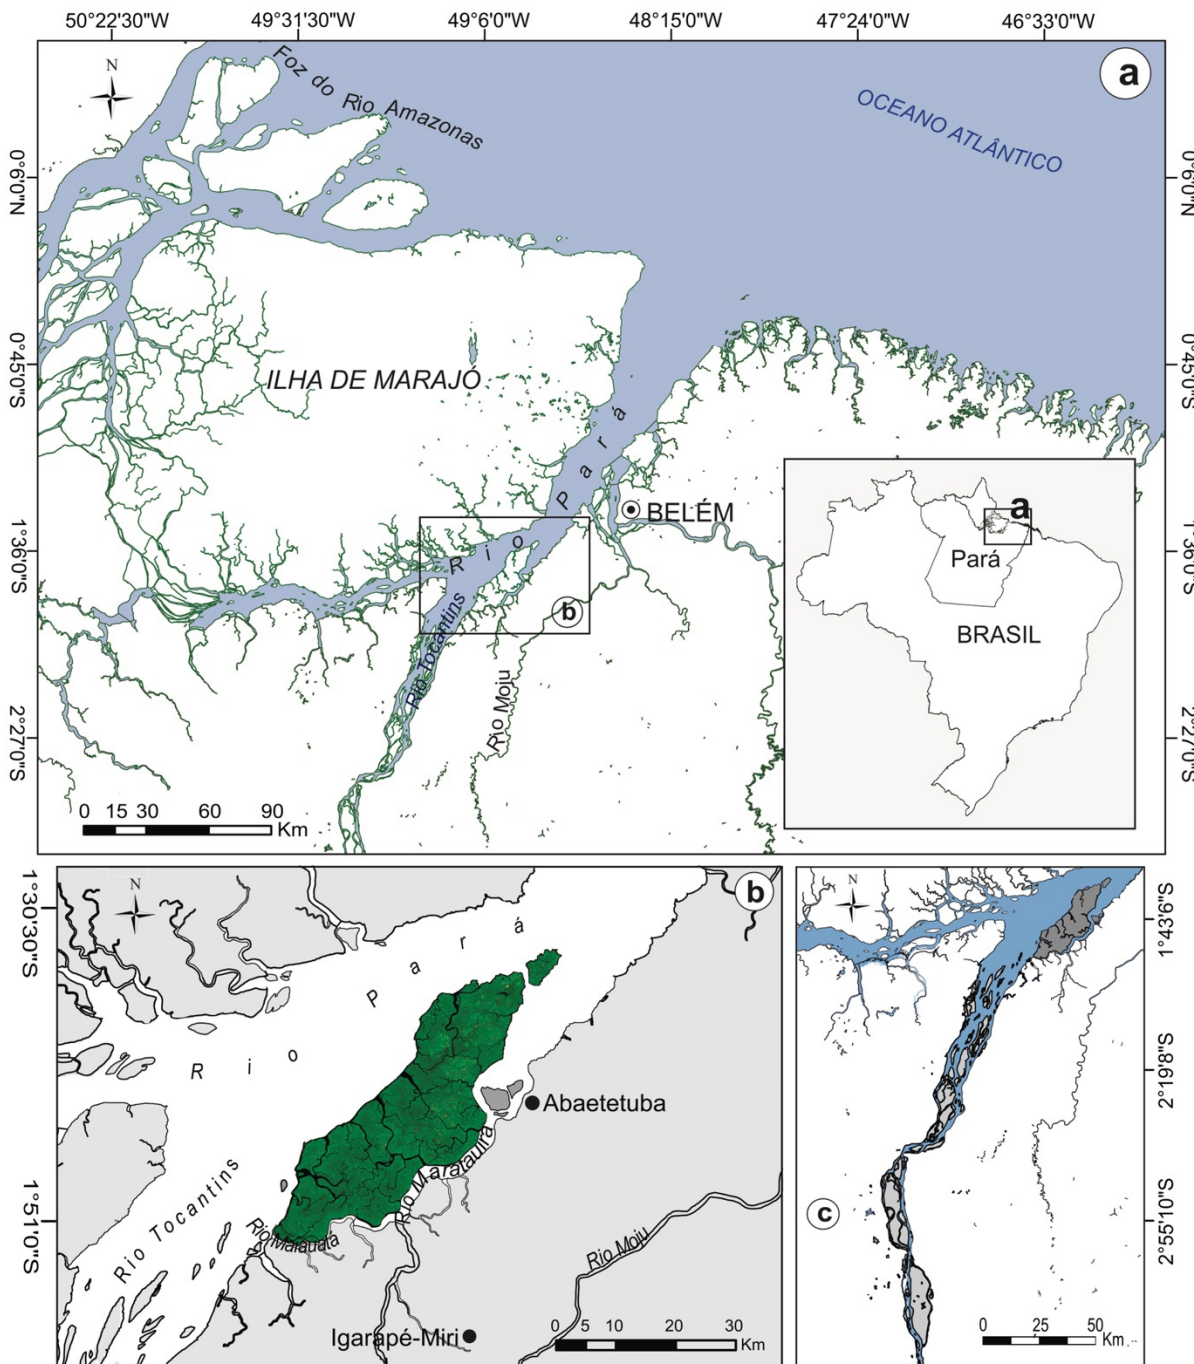 50°22'30"W
49°31'30"W
49°6'0"W
48°15'0"W
47°24'0"W
46°33'0"W
N
a
Foz do Rio Amazonas
OCEANO ATLÂNTICO
0°6'0"N
0°6'0"N
0°45'0"S
0°45'0"S
ILHA DE MARAJÓ
Rio Pará
BELÉM
1°36'0"S
1°36'0"S
b
Rio Tocantins
Rio Moju
2°27'0"S
2°27'0"S
0 15 30 60 90
Km
a
Pará
BRASIL
1°30'30"S
N
b
Rio Pará
Abaetetuba
Rio Maratauíra
Rio Tocantins
Rio Maiauatá
1°51'0"S
Rio Moju
Igarapé-Miri
0 5 10 20 30
Km
N
1°43'6"S
2°19'8"S
c
2°55'10"S
0 25 50
Km